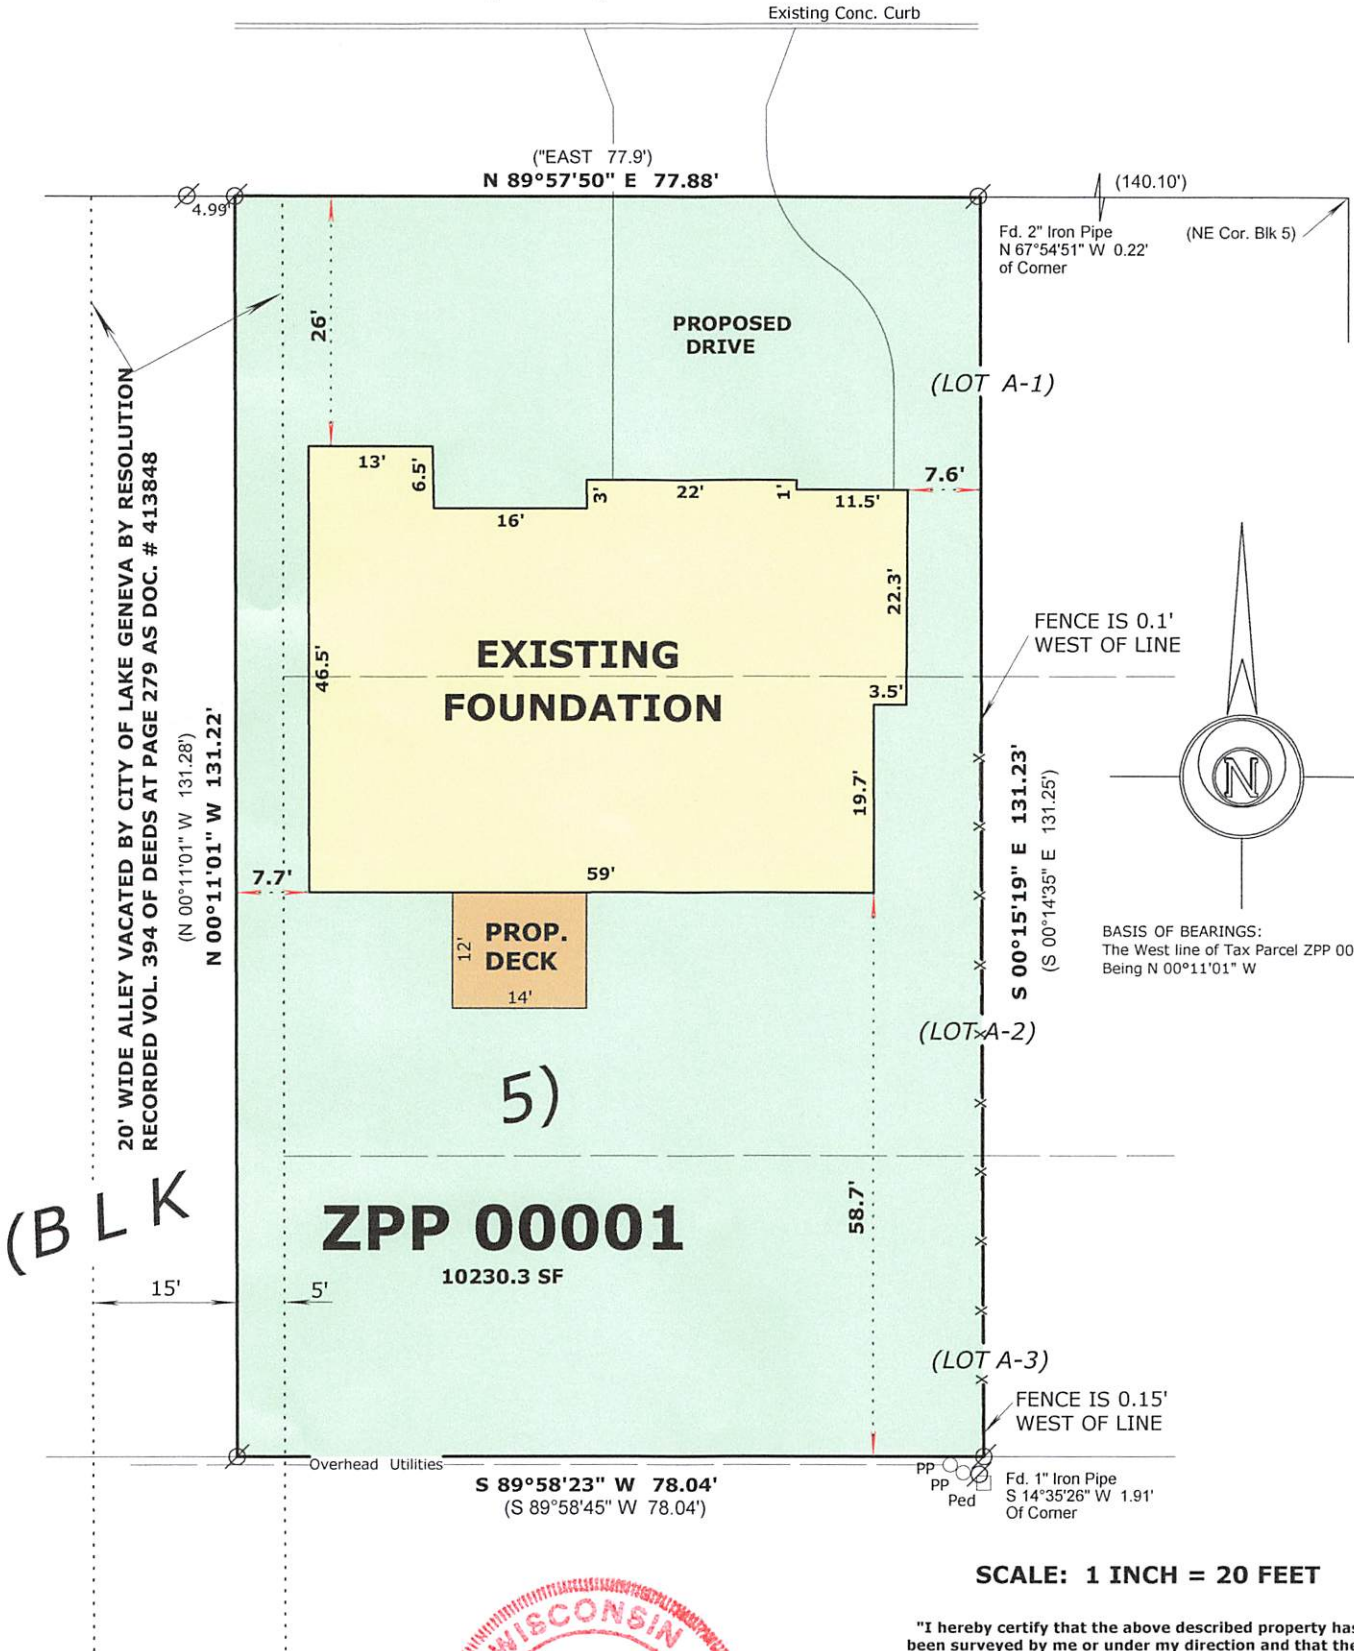 Existing Conc. Curb
("EAST 77.9')
N 89°57'50" E 77.88'
(140.10')
4.99'
Fd. 2" Iron Pipe
N 67°54'51" W 0.22'
of Corner
(NE Cor. Blk 5)
26'
PROPOSED
DRIVE
(LOT A-1)
20' WIDE ALLEY VACATED BY CITY OF LAKE GENEVA BY RESOLUTION
RECORDED VOL. 394 OF DEEDS AT PAGE 279 AS DOC. # 413848
13'
6.5'
16'
3'
22'
1'
11.5'
7.6'
22.3'
FENCE IS 0.1'
WEST OF LINE
EXISTING
FOUNDATION
46.5'
3.5'
19.7'
(N 00°11'01" W 131.28')
N 00°11'01" W 131.22'
S 00°15'19" E 131.23'
(S 00°14'35" E 131.25')
N
7.7'
59'
PROP.
DECK
12'
14'
BASIS OF BEARINGS:
The West line of Tax Parcel ZPP 00
Being N 00°11'01" W
(LOT A-2)
(BLK 5)
ZPP 00001
10230.3 SF
58.7'
15'
5'
(LOT A-3)
FENCE IS 0.15'
WEST OF LINE
Overhead Utilities
S 89°58'23" W 78.04'
(S 89°58'45" W 78.04')
PP
PP
Ped
Fd. 1" Iron Pipe
S 14°35'26" W 1.91'
Of Corner
SCALE: 1 INCH = 20 FEET
WISCONSIN
"I hereby certify that the above described property has
been surveyed by me or under my direction and that the